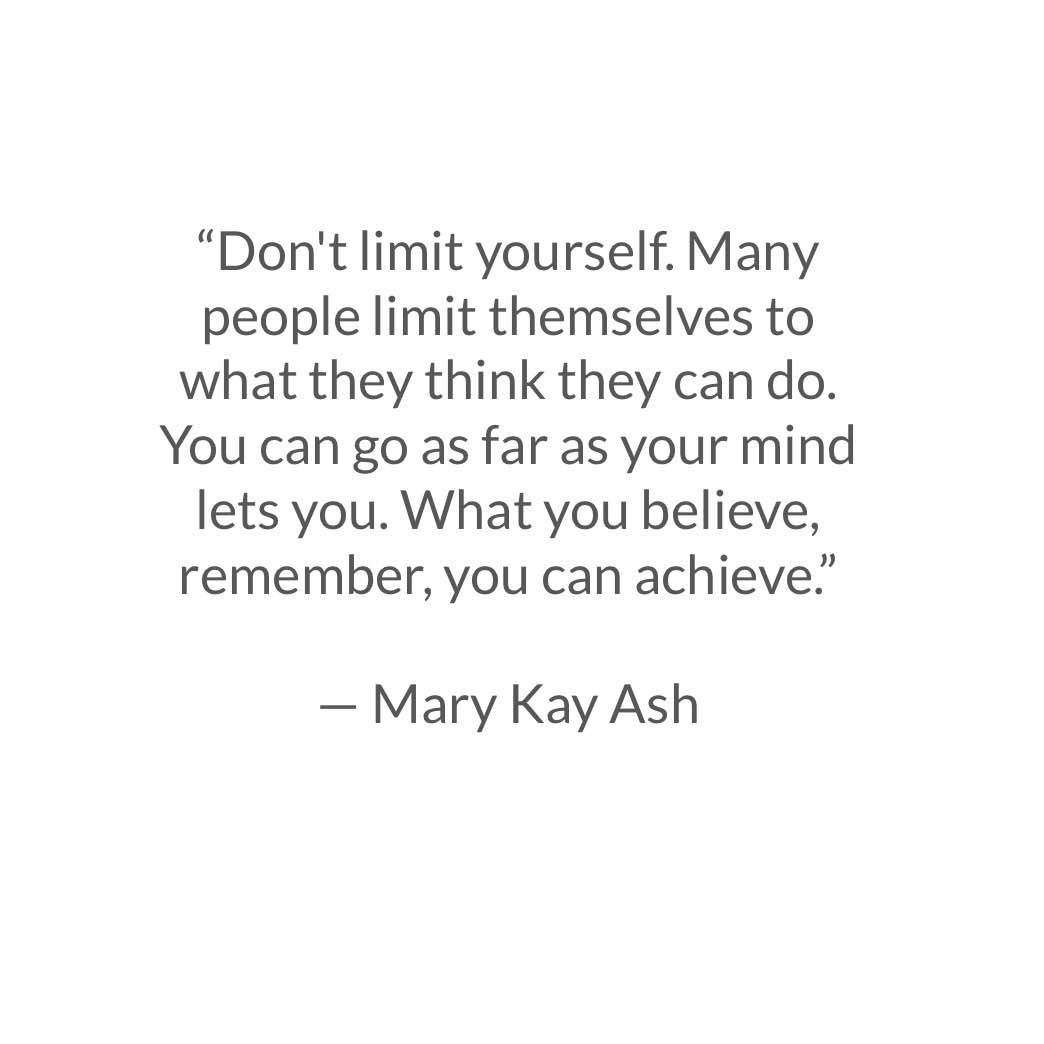 “Don't limit yourself. Many
people limit themselves to
what they think they can do.
You can go as far as your mind
lets you. What you believe,
remember, you can achieve.”
— Mary Kay Ash